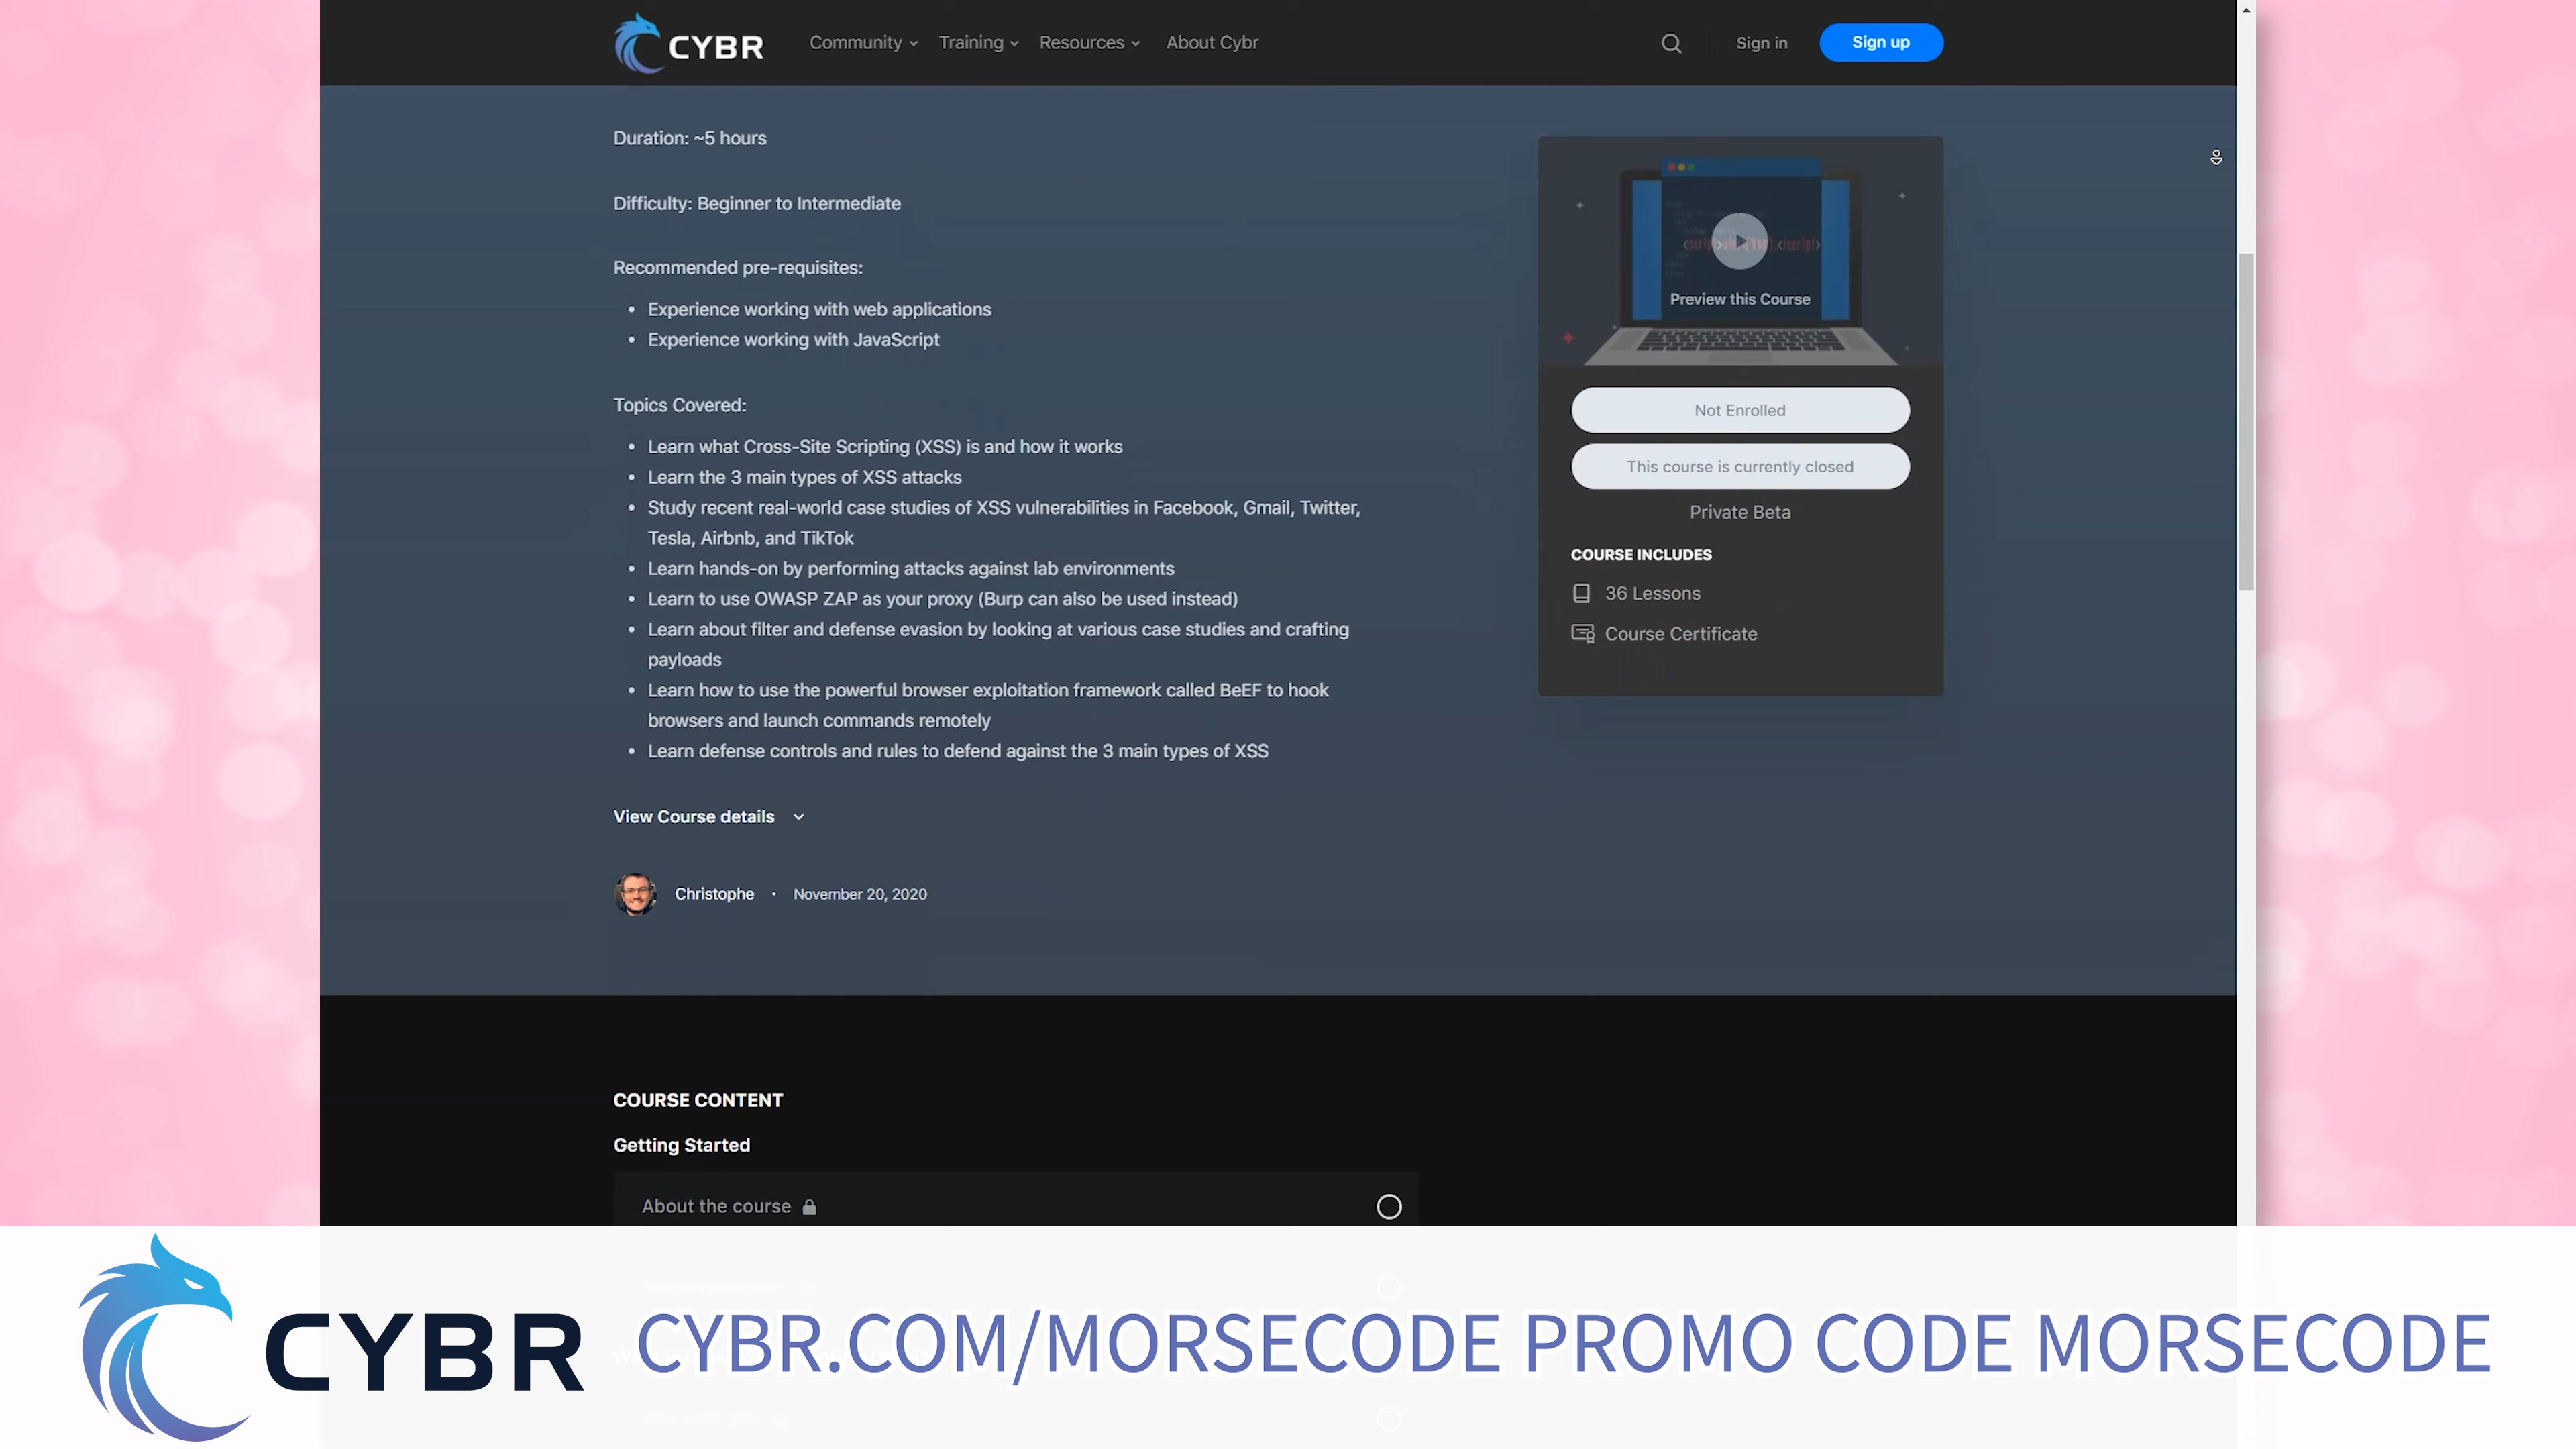 CYBR
Community
Training
Resources
About Cybr
Sign in
Sign up
Duration: ~5 hours
Difficulty: Beginner to Intermediate
Recommended pre-requisites:
• Experience working with web applications
• Experience working with JavaScript
Topics Covered:
• Learn what Cross-Site Scripting (XSS) is and how it works
• Learn the 3 main types of XSS attacks
• Study recent real-world case studies of XSS vulnerabilities in Facebook, Gmail, Twitter,
Tesla, Airbnb, and TikTok
• Learn hands-on by performing attacks against lab environments
• Learn to use OWASP ZAP as your proxy (Burp can also be used instead)
• Learn about filter and defense evasion by looking at various case studies and crafting
payloads
• Learn how to use the powerful browser exploitation framework called BeEF to hook
browsers and launch commands remotely
• Learn defense controls and rules to defend against the 3 main types of XSS
View Course details
Christophe · November 20, 2020
Preview this Course
Not Enrolled
This course is currently closed
Private Beta
COURSE INCLUDES
36 Lessons
Course Certificate
COURSE CONTENT
Getting Started
About the course
CYBR
CYBR.COM/MORSECODE PROMO CODE MORSECODE